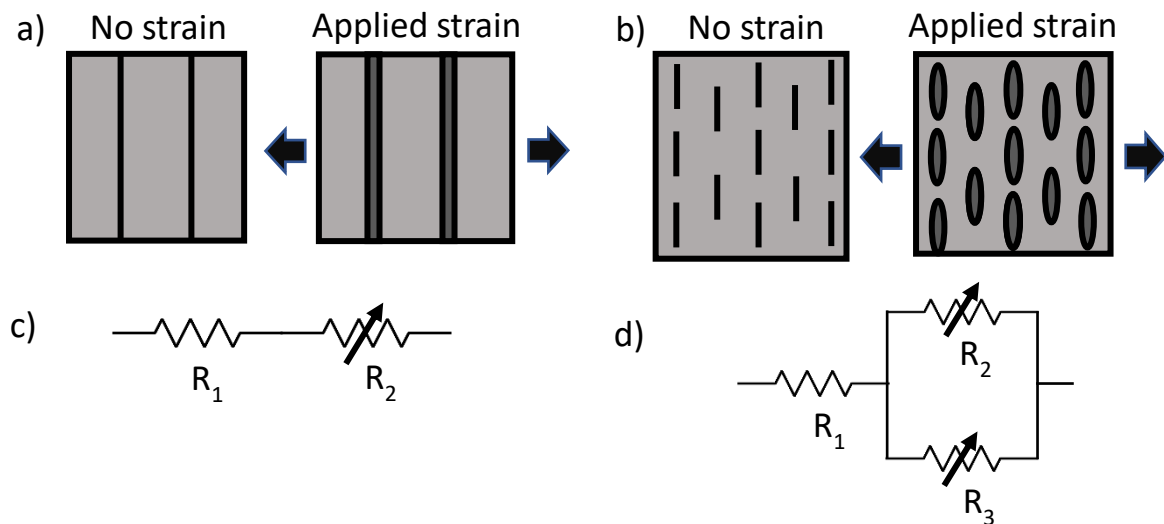 a)
No strain
Applied strain
b)
No strain
Applied strain
c)
R1
R2
d)
R2
R1
R3